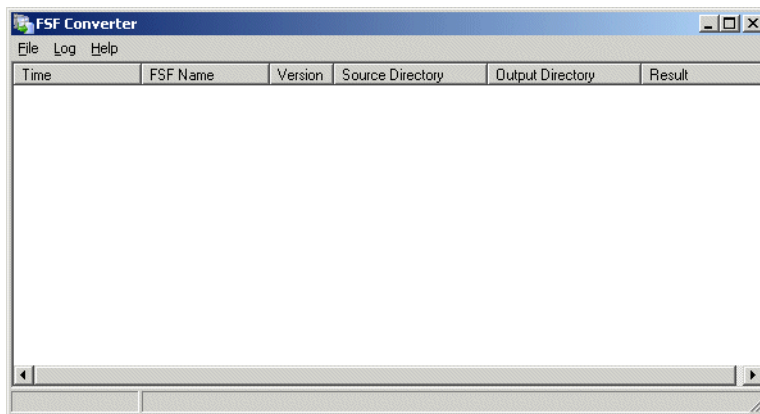 FSF Converter
File Log Help
Time FSF Name Version Source Directory Output Directory Result